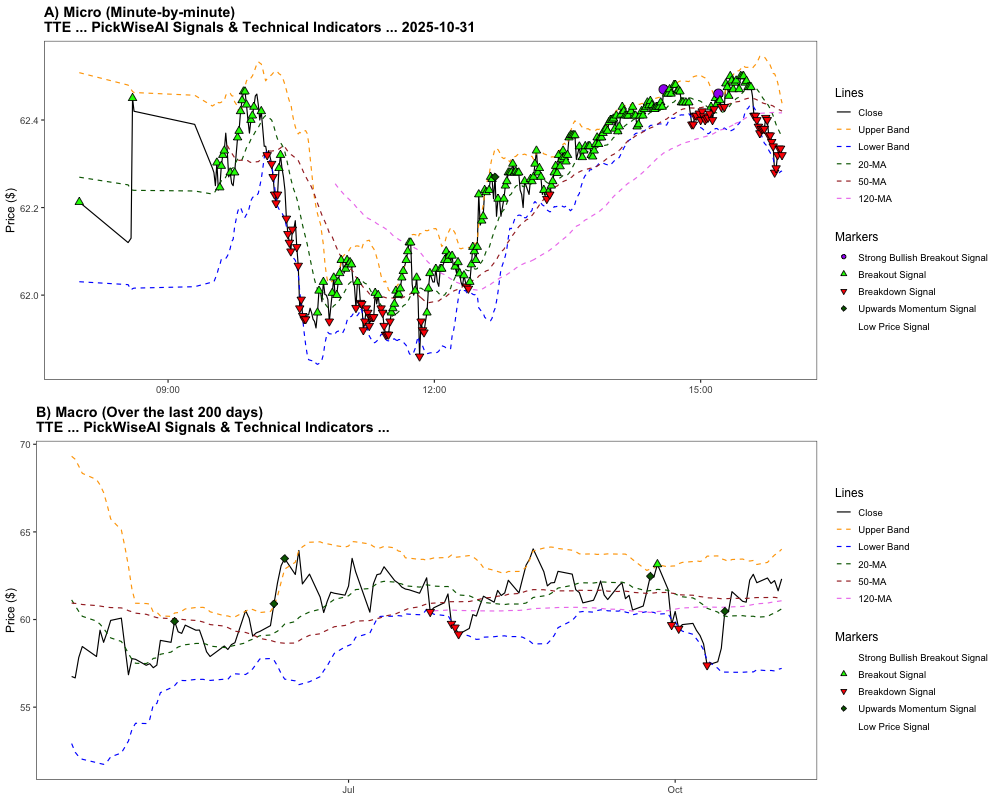 A) Micro (Minute-by-minute)
TTE ... PickWiseAI Signals & Technical Indicators ... 2025-10-31
Price ($)
62.4
62.2
62.0
09:00
12:00
15:00
Lines
Close
Upper Band
Lower Band
20-MA
50-MA
120-MA
Markers
Strong Bullish Breakout Signal
Breakout Signal
Breakdown Signal
Upwards Momentum Signal
Low Price Signal
B) Macro (Over the last 200 days)
TTE ... PickWiseAI Signals & Technical Indicators ...
Price ($)
70
65
60
55
Jul
Oct
Lines
Close
Upper Band
Lower Band
20-MA
50-MA
120-MA
Markers
Strong Bullish Breakout Signal
Breakout Signal
Breakdown Signal
Upwards Momentum Signal
Low Price Signal